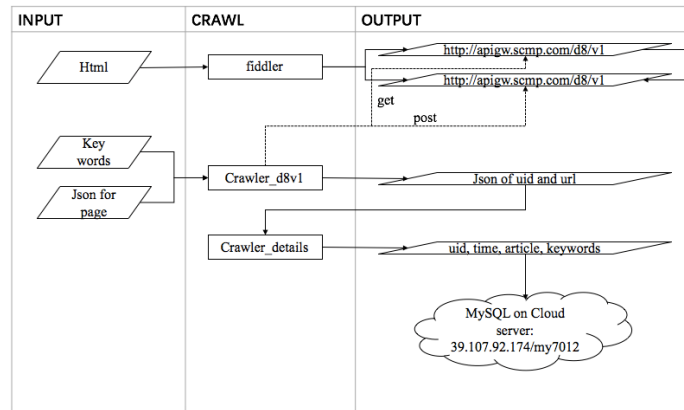 INPUT
CRAWL
OUTPUT
Html
fiddler
http://apigw.scmp.com/d8/v1
http://apigw.scmp.com/d8/v1
get
post
Key
words
Json for
page
Crawler_d8v1
Json of uid and url
Crawler_details
uid, time, article, keywords
MySQL on Cloud
server:
39.107.92.174/my7012